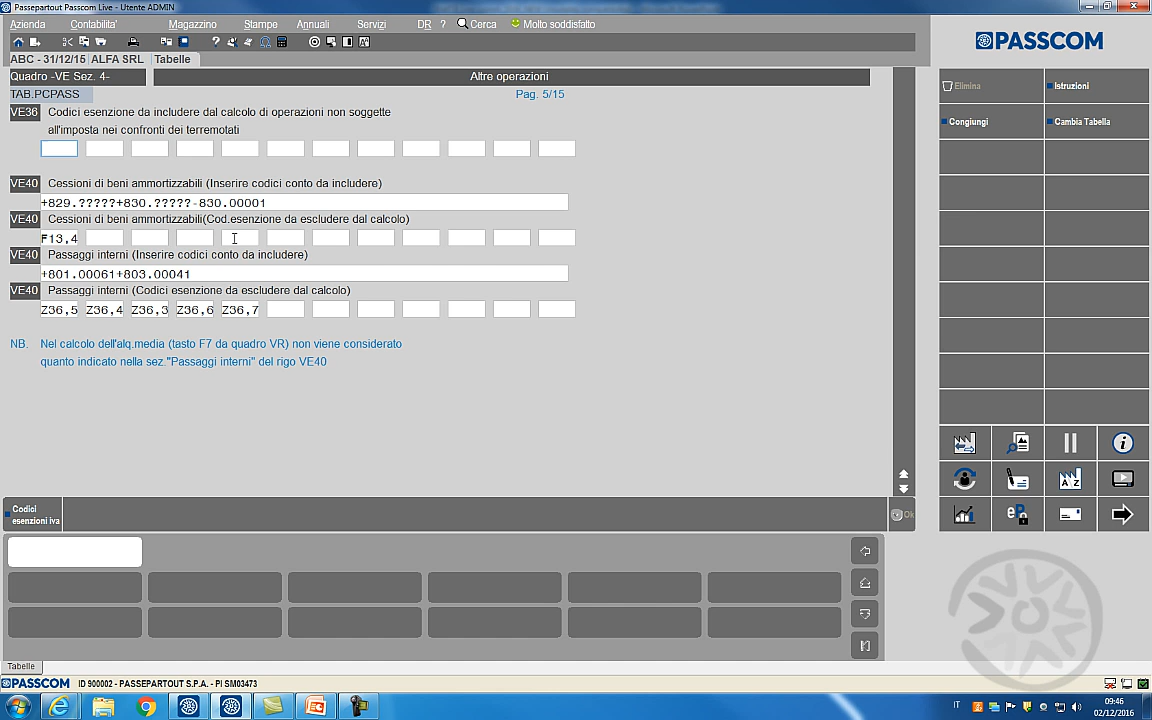 Passepartout Passcom Live - Utente ADMIN
Azienda Contabilita' Magazzino Stampe Annuali Servizi DR ? Cerca Molto soddisfatto
PASSCOM
ABC - 31/12/15 ALFA SRL Tabelle
Quadro -VE Sez. 4- Altre operazioni
Elimina Istruzioni
TAB.PCPASS Pag. 5/15
VE36 Codici esenzione da includere dal calcolo di operazioni non soggette
all'imposta nei confronti dei terremotati
Congiungi Cambia Tabella
VE40 Cessioni di beni ammortizzabili (Inserire codici conto da includere)
+829.?????+830.?????-830.00001
VE40 Cessioni di beni ammortizzabili(Cod.esenzione da escludere dal calcolo)
F13,4
VE40 Passaggi interni (Inserire codici conto da includere)
+801.00061+803.00041
VE40 Passaggi interni (Codici esenzione da escludere dal calcolo)
Z36,5 Z36,4 Z36,3 Z36,6 Z36,7
NB. Nel calcolo dell'alq.media (tasto F7 da quadro VR) non viene considerato
quanto indicato nella sez."Passaggi interni" del rigo VE40
A Z
Codici
esenzioni iva
Ok
Tabelle
PASSCOM ID 900002 - PASSEPARTOUT S.P.A. - PI SM03473
IT
09:46
02/12/2016